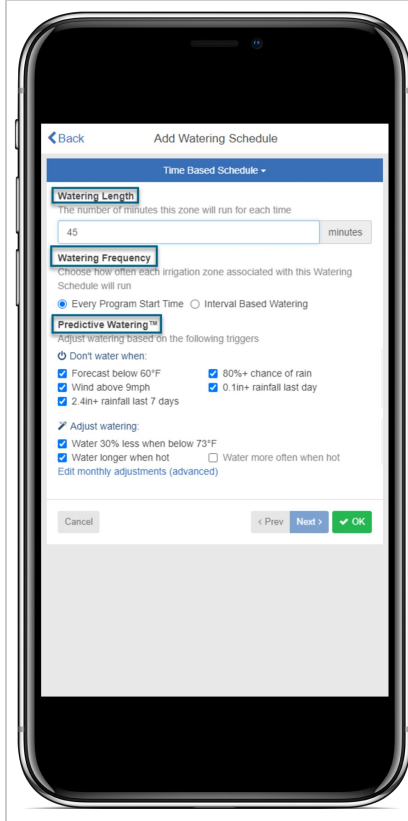 Back Add Watering Schedule
Time Based Schedule
Watering Length
The number of minutes this zone will run for each time
45 minutes
Watering Frequency
Choose how often each irrigation zone associated with this Watering
Schedule will run
Every Program Start Time Interval Based Watering
Predictive Watering™
Adjust watering based on the following triggers
Don't water when:
Forecast below 60°F 80%+ chance of rain
Wind above 9mph 0.1in+ rainfall last day
2.4in+ rainfall last 7 days
Adjust watering:
Water 30% less when below 73°F
Water longer when hot Water more often when hot
Edit monthly adjustments (advanced)
Cancel < Prev Next > OK